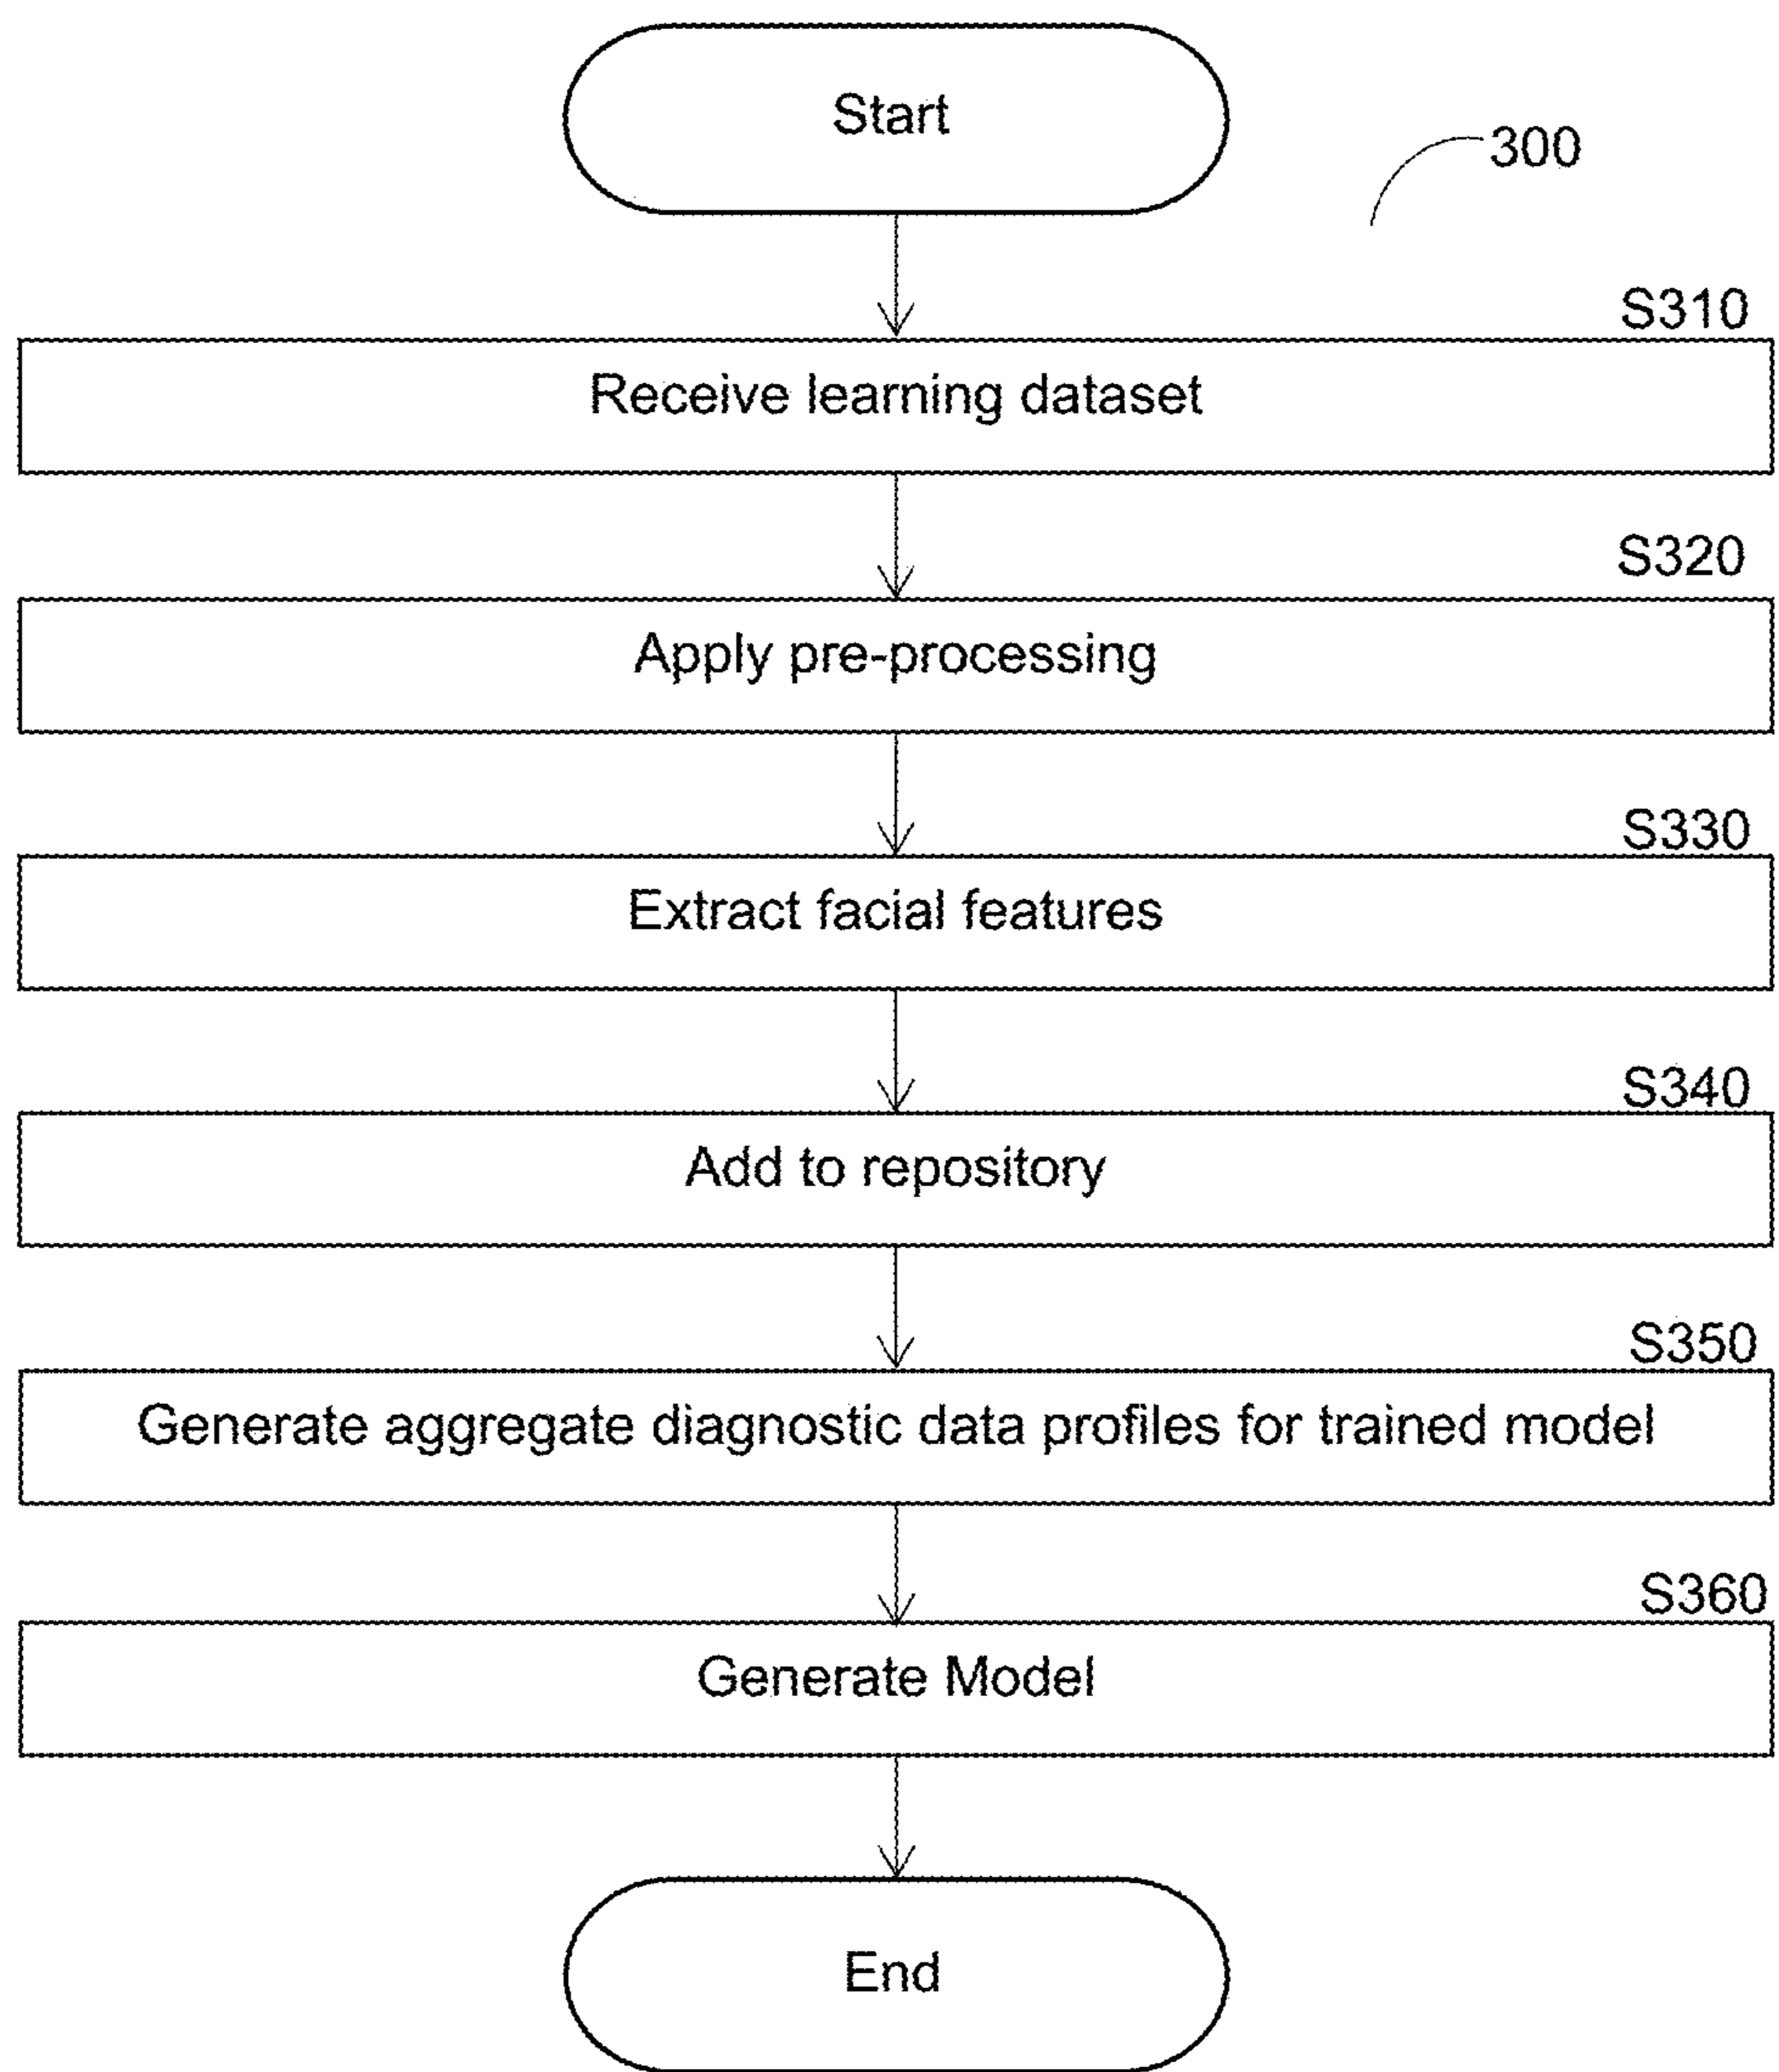 Start
300
S310
Receive learning dataset
S320
Apply pre-processing
S330
Extract facial features
S340
Add to repository
S350
Generate aggregate diagnostic data profiles for trained model
S360
Generate Model
End